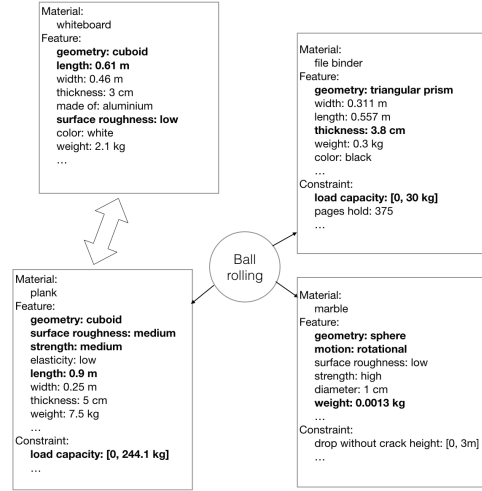 Material:
whiteboard
Feature:
geometry: cuboid
length: 0.61 m
width: 0.46 m
thickness: 3 cm
made of: aluminium
surface roughness: low
color: white
weight: 2.1 kg
...
Material:
file binder
Feature:
geometry: triangular prism
width: 0.311 m
length: 0.557 m
thickness: 3.8 cm
weight: 0.3 kg
color: black
...
Constraint:
load capacity: [0, 30 kg]
pages hold: 375
...
Ball
rolling
Material:
plank
Feature:
geometry: cuboid
surface roughness: medium
strength: medium
elasticity: low
length: 0.9 m
width: 0.25 m
thickness: 5 cm
weight: 7.5 kg
...
Constraint:
load capacity: [0, 244.1 kg]
...
Material:
marble
Feature:
geometry: sphere
motion: rotational
surface roughness: low
strength: high
diameter: 1 cm
weight: 0.0013 kg
...
Constraint:
drop without crack height: [0, 3m]
...